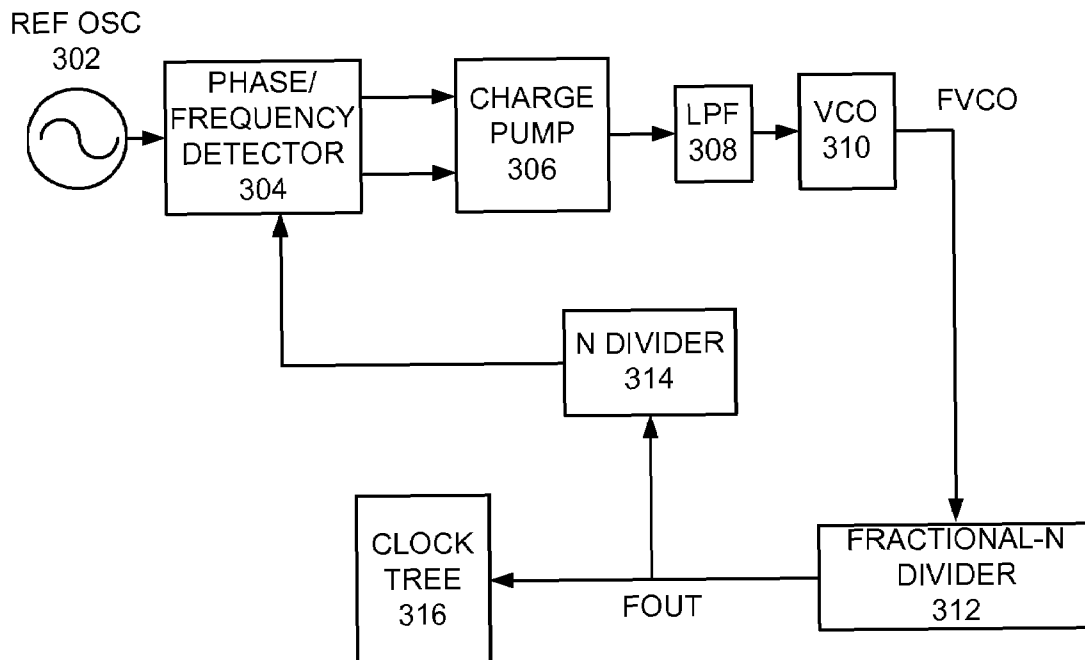 REF OSC
302
PHASE/
FREQUENCY
DETECTOR
304
CHARGE
PUMP
306
LPF
308
VCO
310
FVCO
N DIVIDER
314
CLOCK
TREE
316
FOUT
FRACTIONAL-N
DIVIDER
312